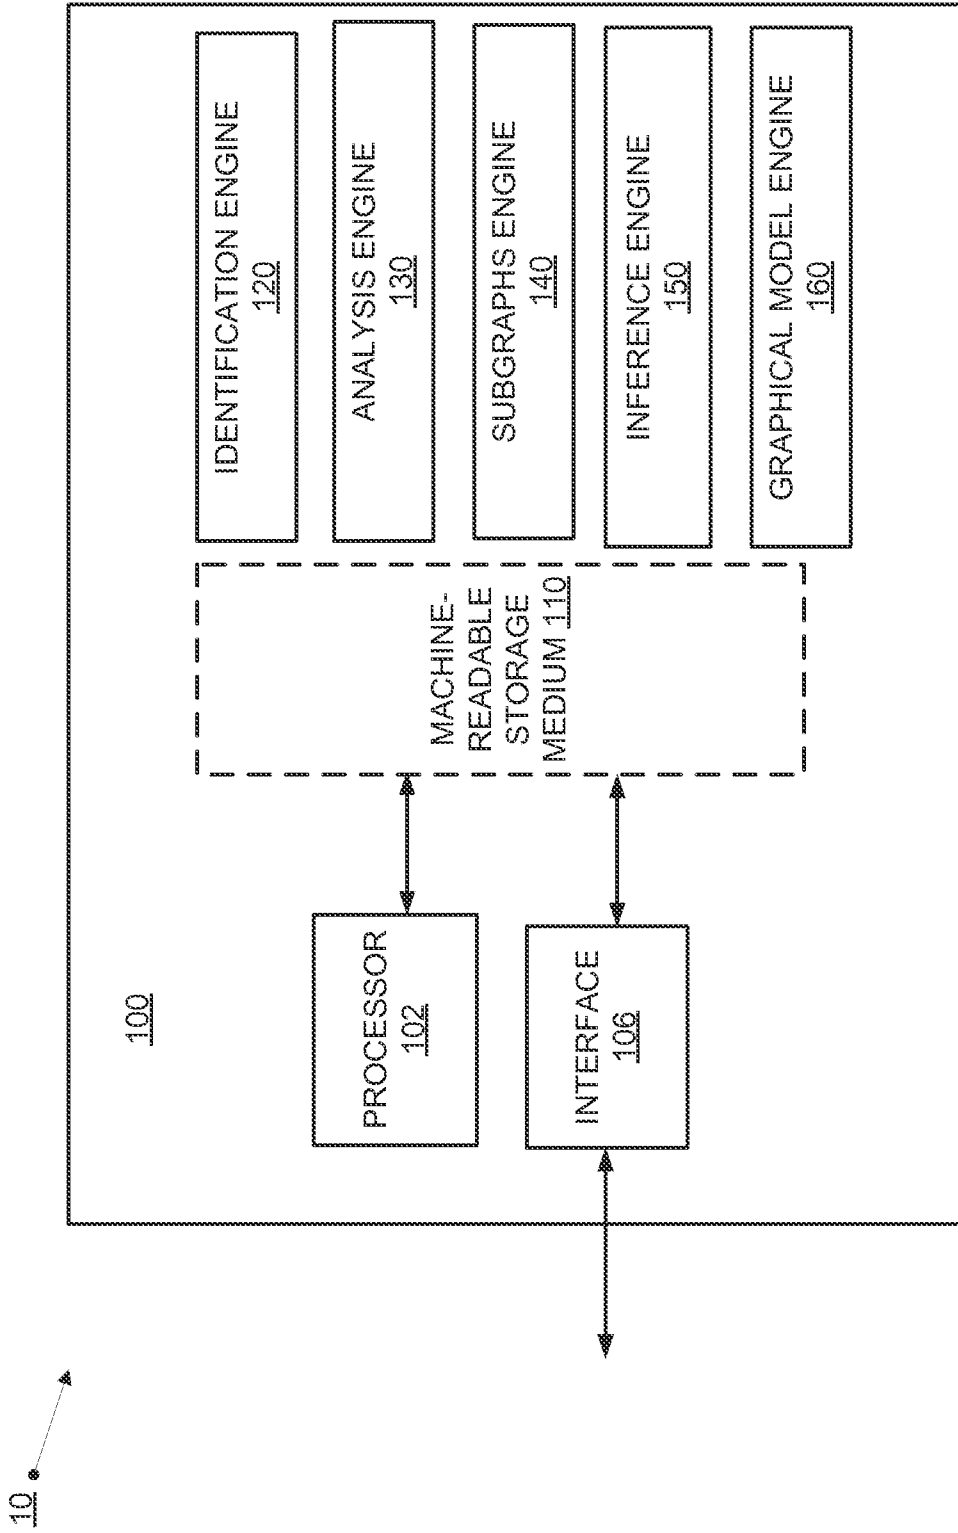 10
100
PROCESSOR
102
INTERFACE
106
MACHINE-
READABLE
STORAGE
MEDIUM 110
IDENTIFICATION ENGINE
120
ANALYSIS ENGINE
130
SUBGRAPHS ENGINE
140
INFERENCE ENGINE
150
GRAPHICAL MODEL ENGINE
160